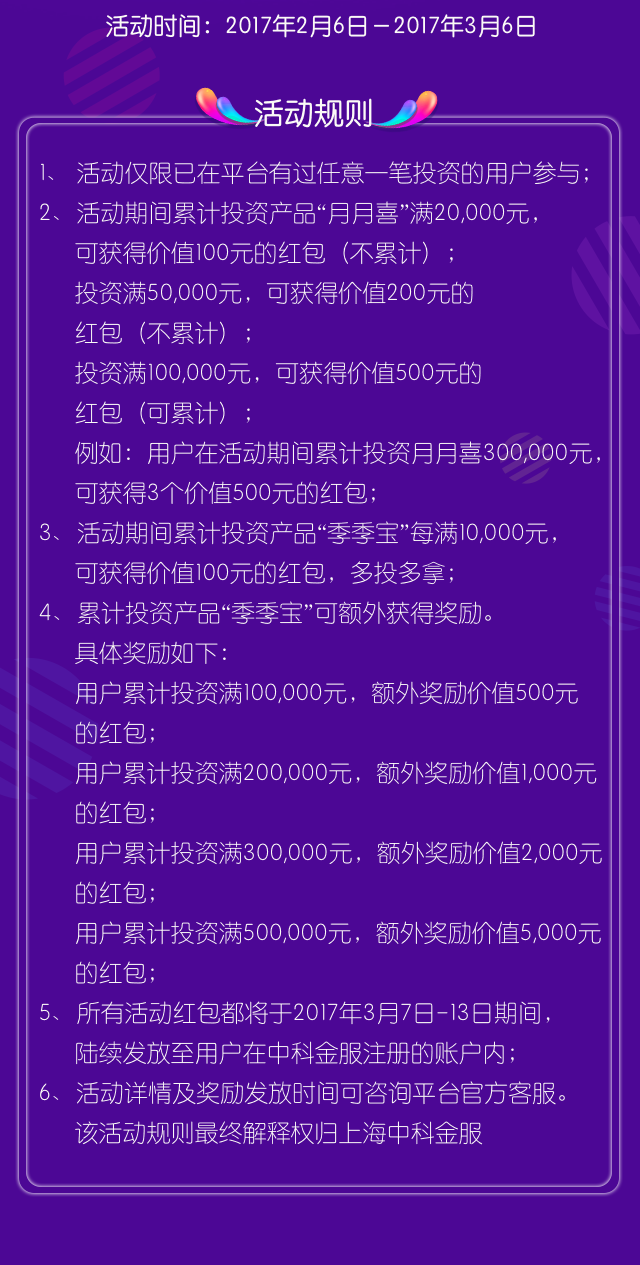 活动时间：2017年2月6日－2017年3月6日
活动规则
1、活动仅限已在平台有过任意一笔投资的用户参与；
2、活动期间累计投资产品“月月喜”满20,000元，
可获得价值100元的红包（不累计）；
投资满50,000元，可获得价值200元的
红包（不累计）；
投资满100,000元，可获得价值500元的
红包（可累计）；
例如：用户在活动期间累计投资月月喜300,000元，
可获得3个价值500元的红包；
3、活动期间累计投资产品“季季宝”每满10,000元，
可获得价值100元的红包，多投多拿；
4、累计投资产品“季季宝”可额外获得奖励。
具体奖励如下：
用户累计投资满100,000元，额外奖励价值500元
的红包；
用户累计投资满200,000元，额外奖励价值1,000元
的红包；
用户累计投资满300,000元，额外奖励价值2,000元
的红包；
用户累计投资满500,000元，额外奖励价值5,000元
的红包；
5、所有活动红包都将于2017年3月7日-13日期间，
陆续发放至用户在中科金服注册的账户内；
6、活动详情及奖励发放时间可咨询平台官方客服。
该活动规则最终解释权归上海中科金服